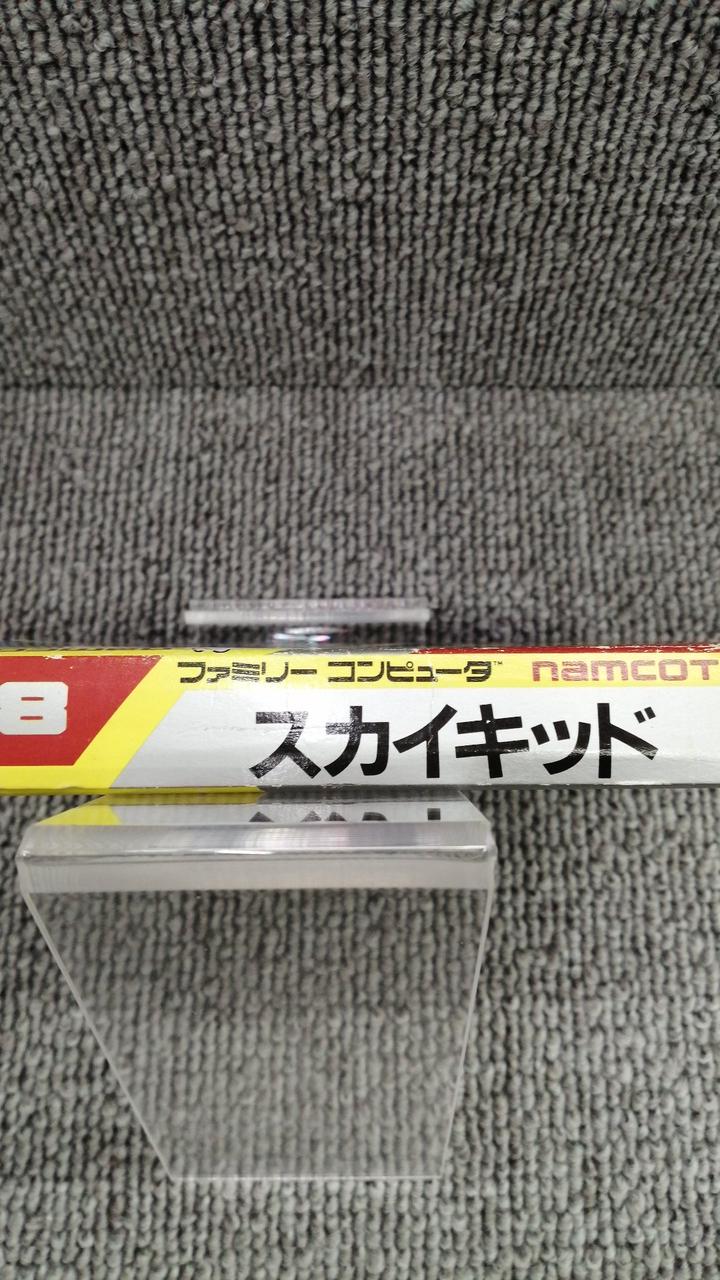 8
ファミリー コンピュータ™ namcot
スカイキッド